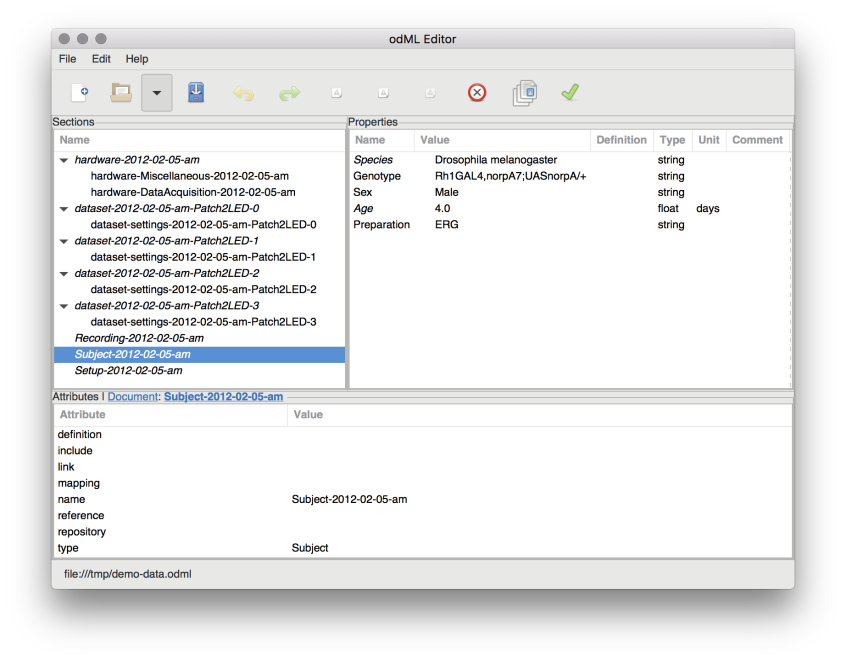 odML Editor
File Edit Help
Sections
Name
hardware-2012-02-05-am
hardware-Miscellaneous-2012-02-05-am
hardware-DataAcquisition-2012-02-05-am
dataset-2012-02-05-am-Patch2LED-0
dataset-settings-2012-02-05-am-Patch2LED-0
dataset-2012-02-05-am-Patch2LED-1
dataset-settings-2012-02-05-am-Patch2LED-1
dataset-2012-02-05-am-Patch2LED-2
dataset-settings-2012-02-05-am-Patch2LED-2
dataset-2012-02-05-am-Patch2LED-3
dataset-settings-2012-02-05-am-Patch2LED-3
Recording-2012-02-05-am
Subject-2012-02-05-am
Setup-2012-02-05-am
Properties
Name Value Definition Type Unit Comment
Species Drosophila melanogaster string
Genotype Rh1GAL4,norpA7;UASnorpA/+ string
Sex Male string
Age 4.0 float days
Preparation ERG string
Attributes | Document: Subject-2012-02-05-am
Attribute Value
definition
include
link
mapping
name Subject-2012-02-05-am
reference
repository
type Subject
file:///tmp/demo-data.odml